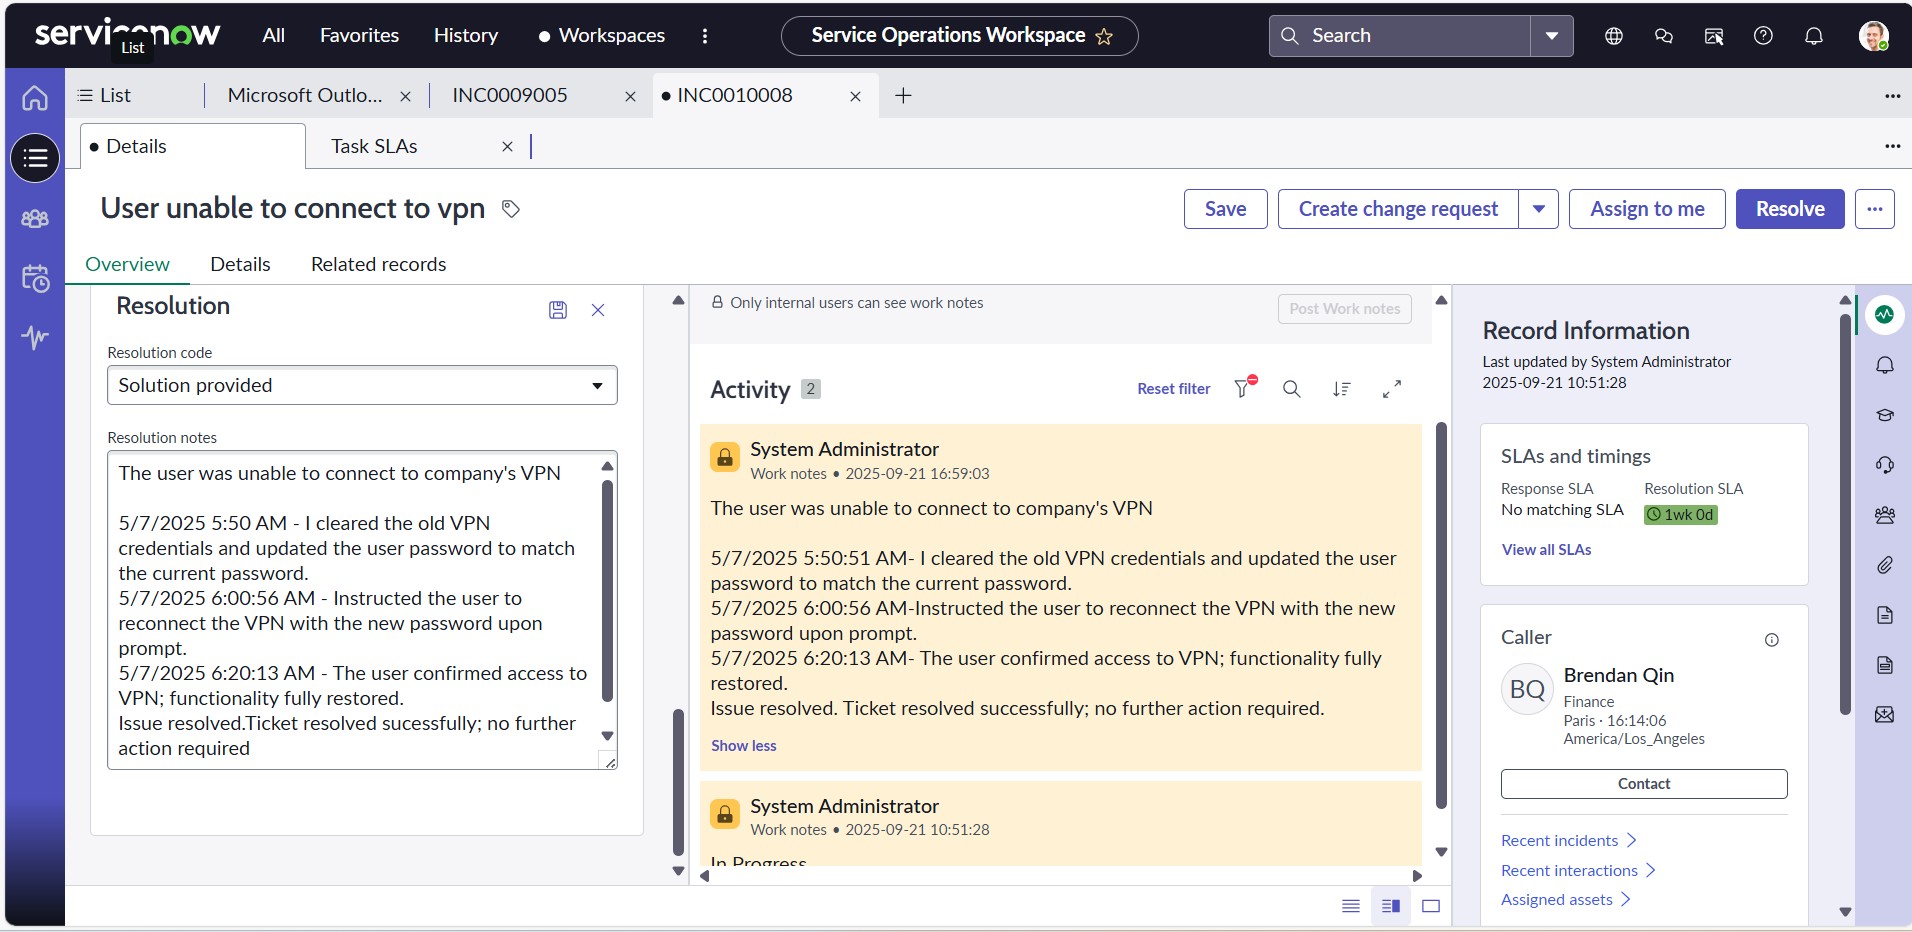 servicenow
List
All
Favorites
History
Workspaces
Service Operations Workspace
Search
List
Microsoft Outlo...
INC0009005
INC0010008
Details
Task SLAs
User unable to connect to vpn
Save
Create change request
Assign to me
Resolve
Overview
Details
Related records
Resolution
Resolution code
Solution provided
Resolution notes
The user was unable to connect to company's VPN
5/7/2025 5:50 AM - I cleared the old VPN
credentials and updated the user password to match
the current password.
5/7/2025 6:00:56 AM - Instructed the user to
reconnect the VPN with the new password upon
prompt.
5/7/2025 6:20:13 AM - The user confirmed access to
VPN; functionality fully restored.
Issue resolved.Ticket resolved sucessfully; no further
action required
Only internal users can see work notes
Post Work notes
Activity 2
Reset filter
System Administrator
Work notes • 2025-09-21 16:59:03
The user was unable to connect to company's VPN
5/7/2025 5:50:51 AM- I cleared the old VPN credentials and updated the user
password to match the current password.
5/7/2025 6:00:56 AM-Instructed the user to reconnect the VPN with the new
password upon prompt.
5/7/2025 6:20:13 AM- The user confirmed access to VPN; functionality fully
restored.
Issue resolved. Ticket resolved successfully; no further action required.
Show less
System Administrator
Work notes • 2025-09-21 10:51:28
In Progress
Record Information
Last updated by System Administrator
2025-09-21 10:51:28
SLAs and timings
Response SLA
No matching SLA
Resolution SLA
1wk 0d
View all SLAs
Caller
BQ
Brendan Qin
Finance
Paris · 16:14:06
America/Los_Angeles
Contact
Recent incidents
Recent interactions
Assigned assets